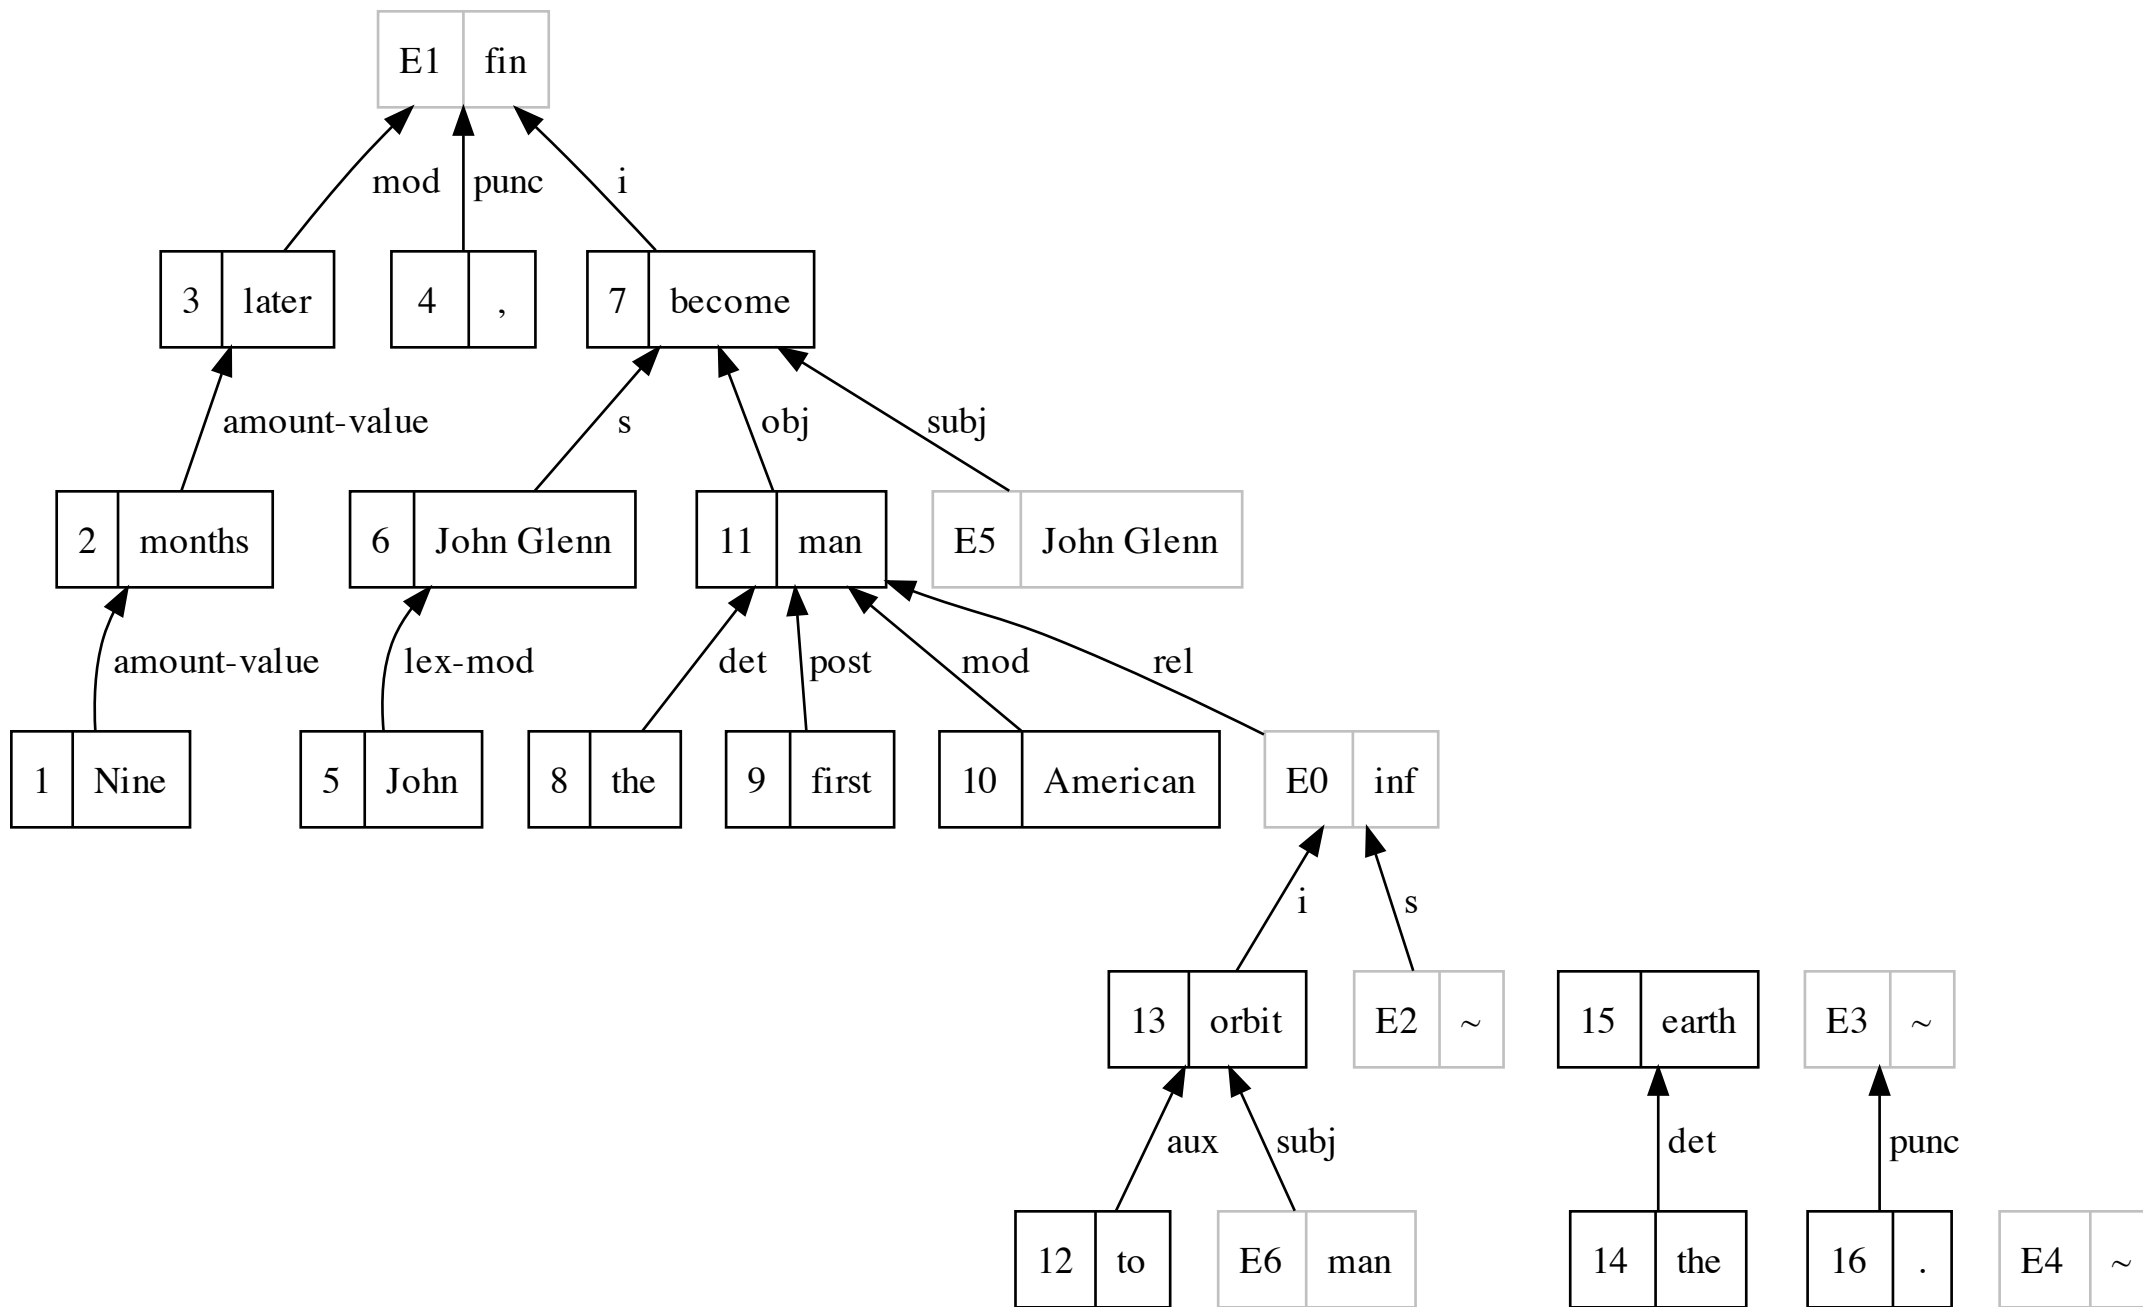 E1 fin
mod punc i
3 later 4 , 7 become
amount-value s obj subj
2 months 6 John Glenn 11 man E5 John Glenn
amount-value lex-mod det post mod rel
1 Nine 5 John 8 the 9 first 10 American E0 inf
i s
13 orbit E2 ~ 15 earth E3 ~
aux subj det punc
12 to E6 man 14 the 16 . E4 ~